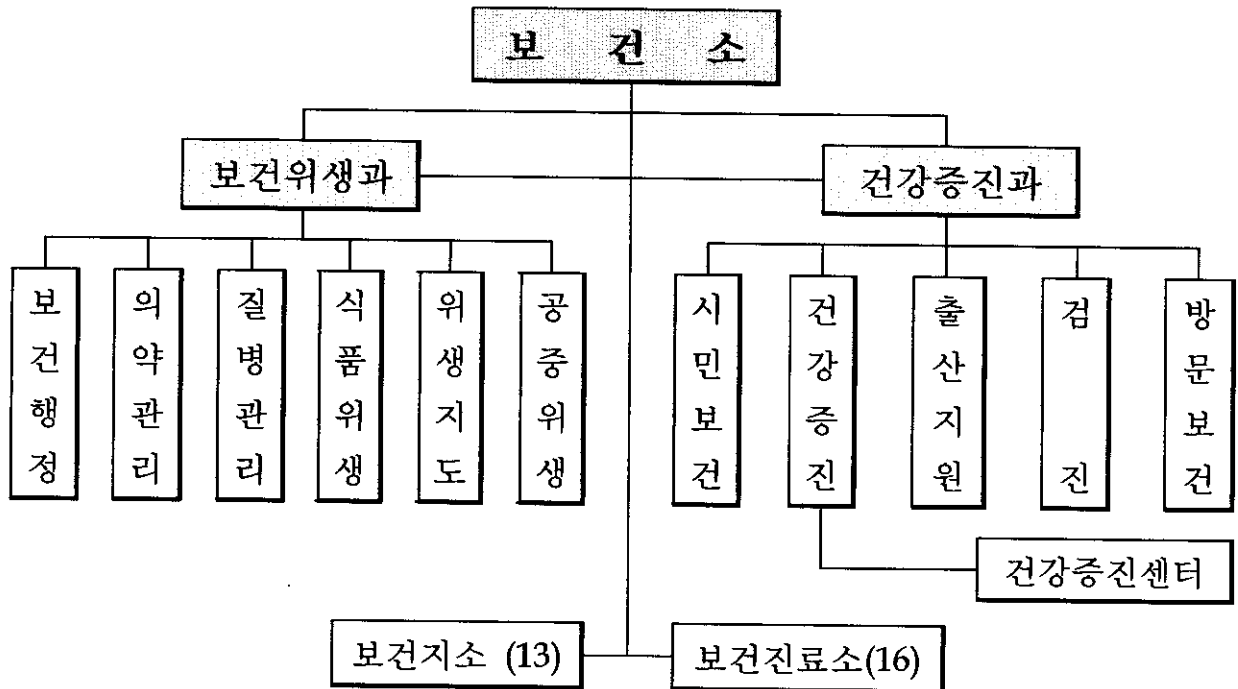 보 건 소
보건위생과
건강증진과
보건행정
의약관리
질병관리
식품위생
위생지도
공중위생
시민보건
건강증진
출산지원
검진
방문보건
건강증진센터
보건지소 (13)
보건진료소(16)